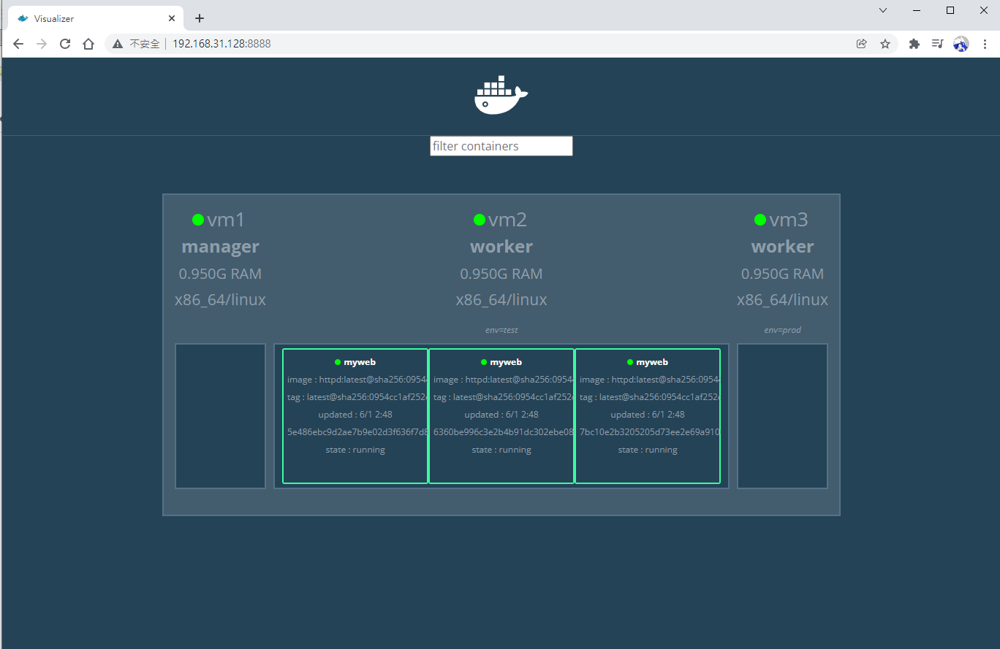 Visualizer
不安全 192.168.31.128:8888
filter containers
vm1
manager
0.950G RAM
x86_64/linux
vm2
worker
0.950G RAM
x86_64/linux
env=test
vm3
worker
0.950G RAM
x86_64/linux
env=prod
myweb
image : httpd:latest@sha256:0954
tag : latest@sha256:0954cc1af252
updated : 6/1 2:48
5e486ebc9d2ae7b9e02d3f636f7d8
state : running
myweb
image : httpd:latest@sha256:0954
tag : latest@sha256:0954cc1af252
updated : 6/1 2:48
6360be996c3e2b4b91dc302ebe08
state : running
myweb
image : httpd:latest@sha256:0954
tag : latest@sha256:0954cc1af252
updated : 6/1 2:48
7bc10e2b3205205d73ee2e69a910
state : running